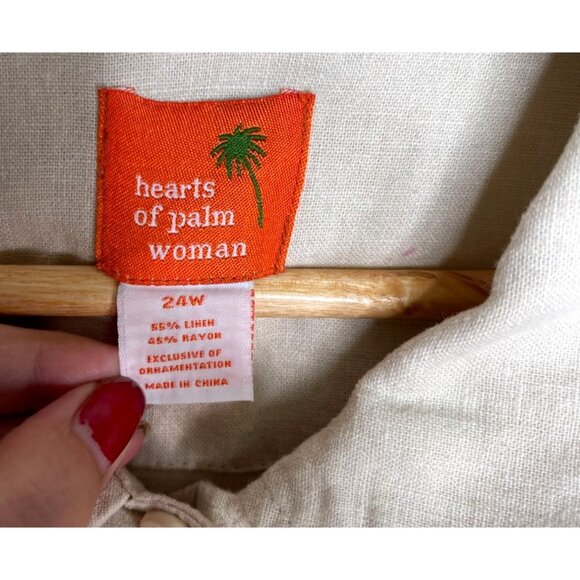 hearts
of palm
woman
24W
55% LINEN
45% RAYON
EXCLUSIVE OF
ORNAMENTATION
MADE IN CHINA